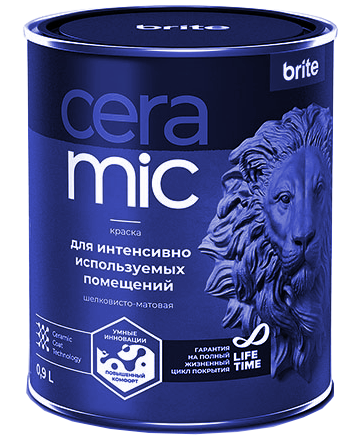 brite
cera
mic
краска
для интенсивно
используемых
помещений
шелковисто-матовая
Ceramic
Coat
Technology
УМНЫЕ
ИННОВАЦИИ
ПОВЫШЕННЫЙ
КОМФОРТ
ГАРАНТИЯ
НА ПОЛНЫЙ
ЖИЗНЕННЫЙ
ЦИКЛ ПОКРЫТИЯ
LIFE
TIME
0,9 L